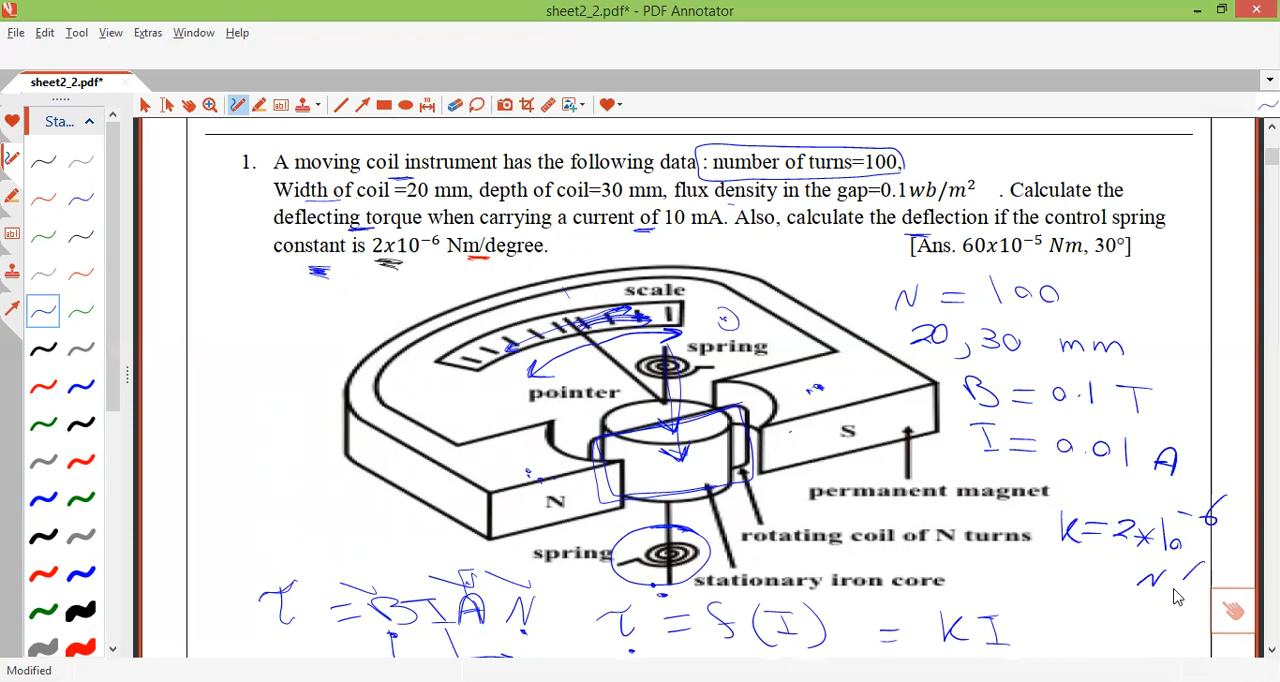 sheet2_2.pdf* - PDF Annotator
File Edit Tool View Extras Window Help
sheet2_2.pdf*
Sta...
1. A moving coil instrument has the following data : number of turns=100,
Width of coil =20 mm, depth of coil=30 mm, flux density in the gap=0.1wb/m² . Calculate the
deflecting torque when carrying a current of 10 mA. Also, calculate the deflection if the control spring
constant is 2x10⁻⁶ Nm/degree. [Ans. 60x10⁻⁵ Nm, 30°]
scale
N = 100
spring
20, 30 mm
pointer
B = 0.1 T
S
I = 0.01 A
N
permanent magnet
rotating coil of N turns
K=2*10⁻⁶
spring
stationary iron core
N
τ = BIAN τ = f(I) = KI
Modified